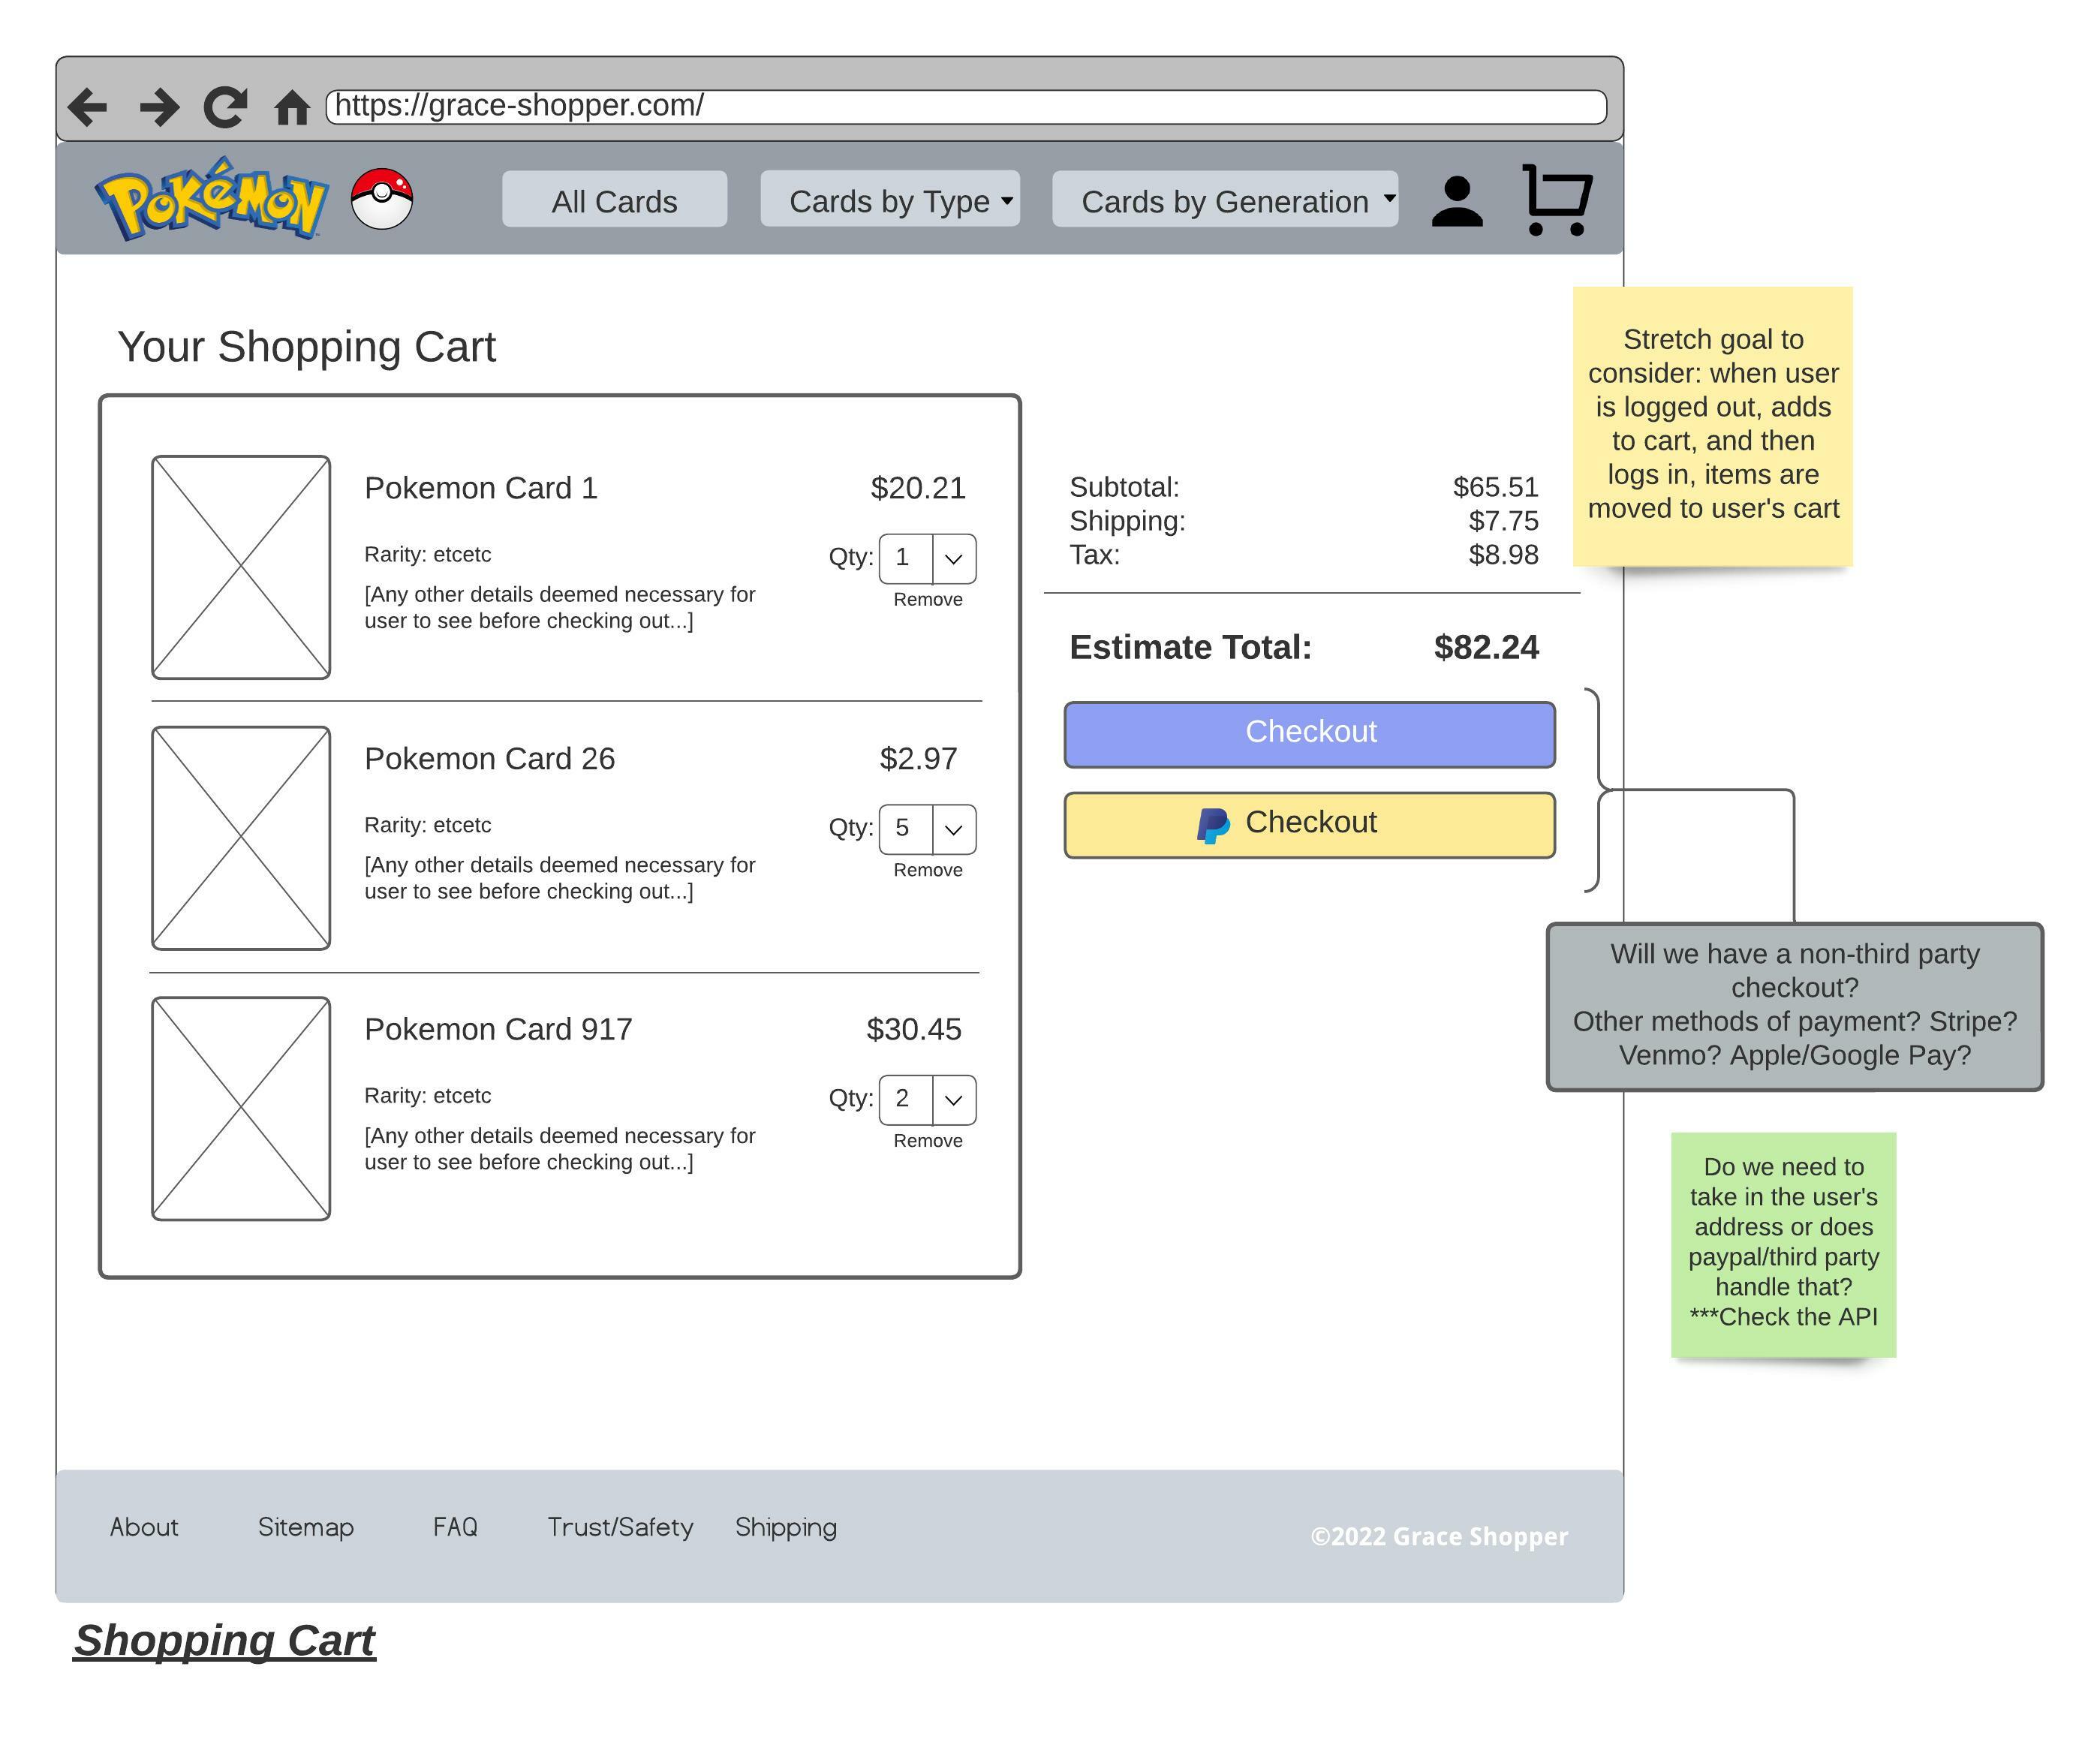 https://grace-shopper.com/
POKéMON
All Cards
Cards by Type
Cards by Generation
Your Shopping Cart
Pokemon Card 1
$20.21
Rarity: etcetc
Qty: 1
[Any other details deemed necessary for
user to see before checking out...]
Remove
Pokemon Card 26
$2.97
Rarity: etcetc
Qty: 5
[Any other details deemed necessary for
user to see before checking out...]
Remove
Pokemon Card 917
$30.45
Rarity: etcetc
Qty: 2
[Any other details deemed necessary for
user to see before checking out...]
Remove
Subtotal: $65.51
Shipping: $7.75
Tax: $8.98
Estimate Total: $82.24
Checkout
Checkout
Stretch goal to
consider: when user
is logged out, adds
to cart, and then
logs in, items are
moved to user's cart
Will we have a non-third party
checkout?
Other methods of payment? Stripe?
Venmo? Apple/Google Pay?
Do we need to
take in the user's
address or does
paypal/third party
handle that?
***Check the API
About
Sitemap
FAQ
Trust/Safety
Shipping
©2022 Grace Shopper
Shopping Cart